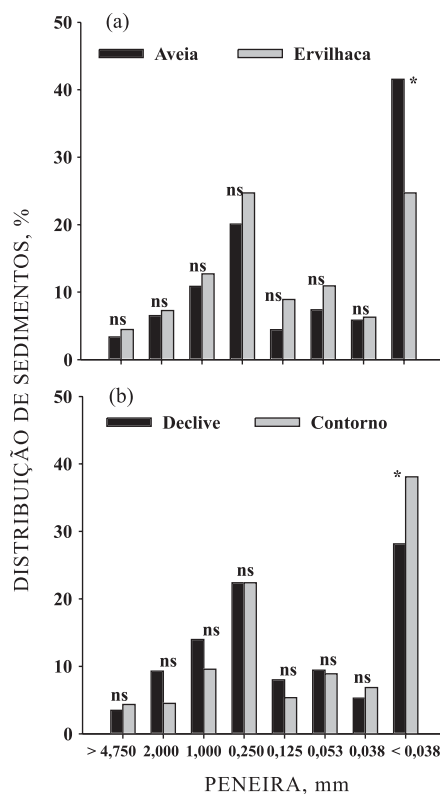 DISTRIBUIÇÃO DE SEDIMENTOS, %
(a)
Aveia Ervilhaca
50
40
30
20
10
0
ns ns ns ns ns ns ns *
(b)
Declive Contorno
50
40
30
20
10
0
ns ns ns ns ns ns ns *
> 4,750 2,000 1,000 0,250 0,125 0,053 0,038 < 0,038
PENEIRA, mm